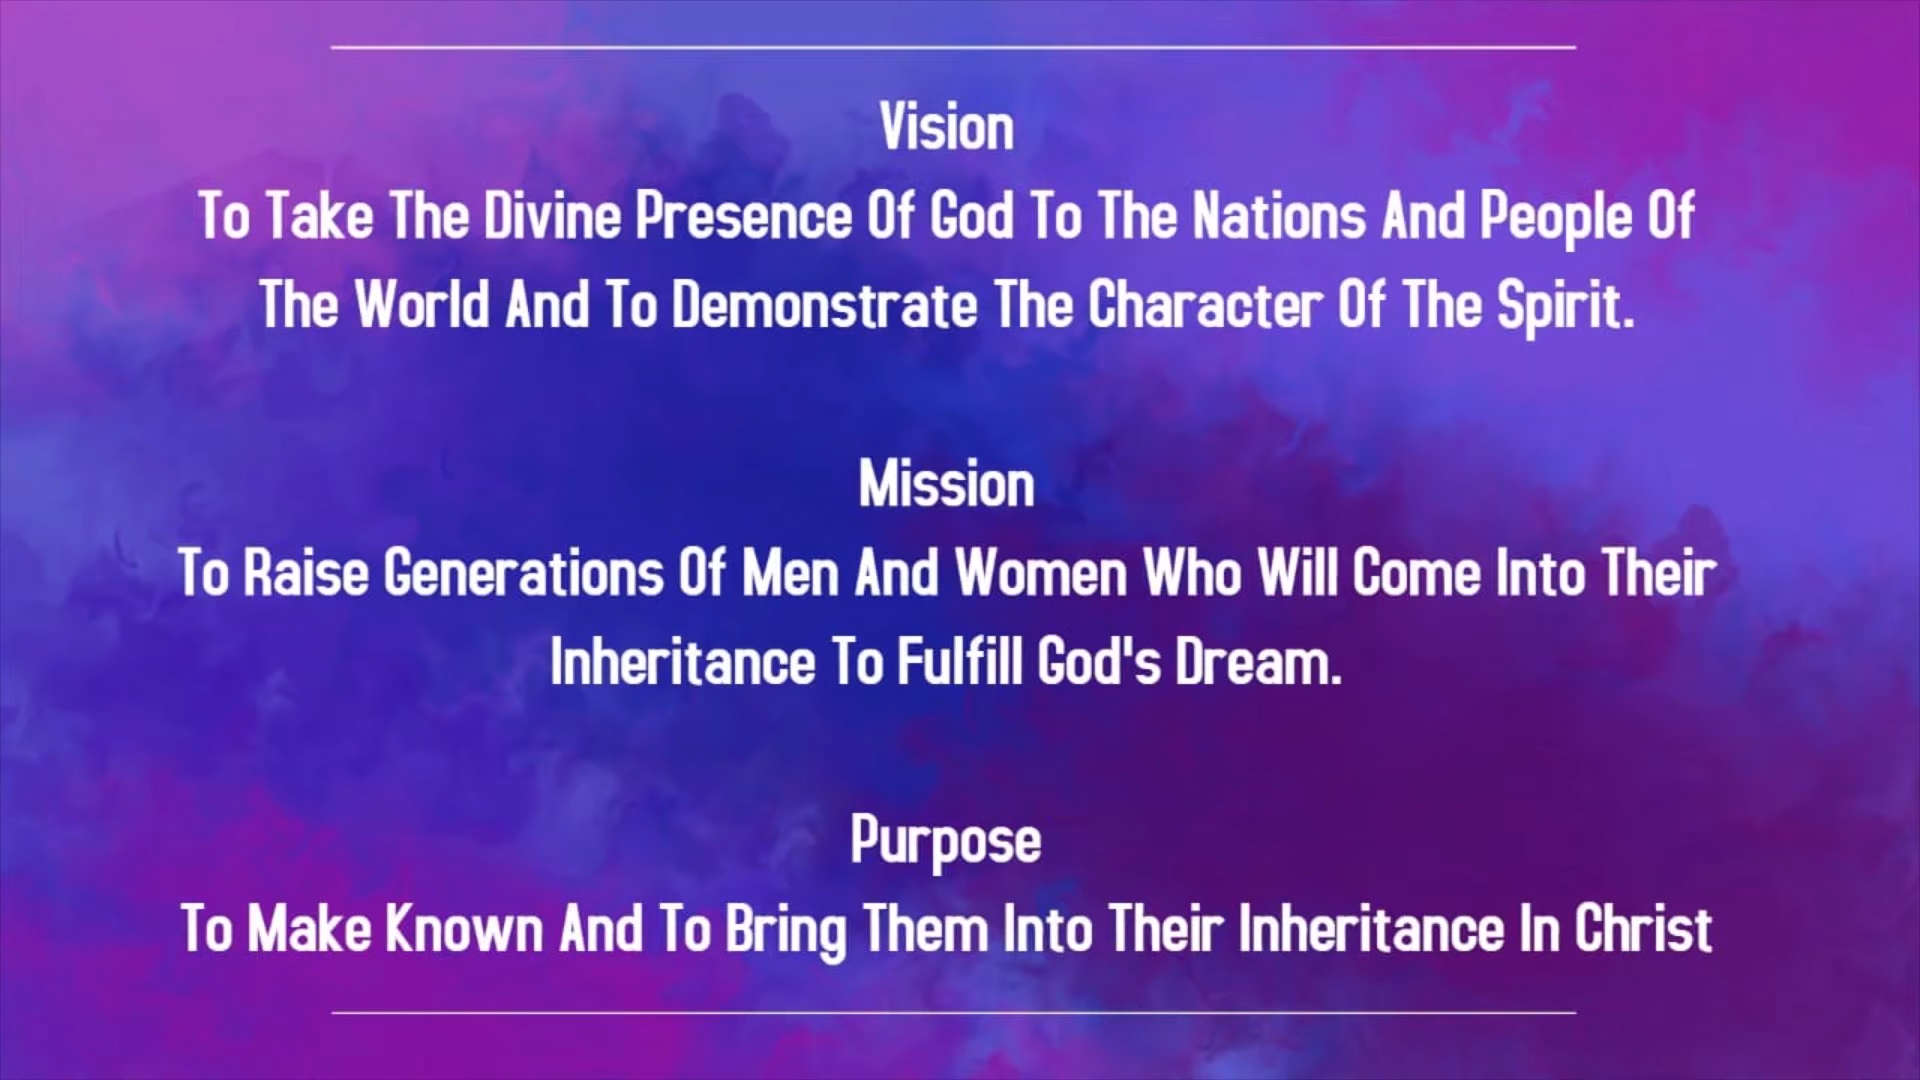 Vision
To Take The Divine Presence Of God To The Nations And People Of
The World And To Demonstrate The Character Of The Spirit.
Mission
To Raise Generations Of Men And Women Who Will Come Into Their
Inheritance To Fulfill God's Dream.
Purpose
To Make Known And To Bring Them Into Their Inheritance In Christ